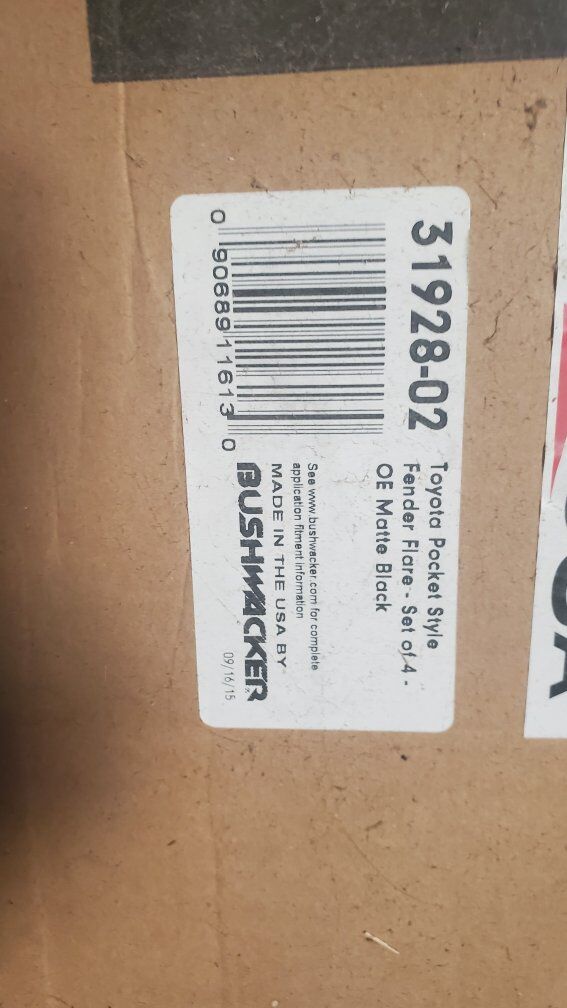 31928-02
Toyota Pocket Style
Fender Flare - Set of 4 -
OE Matte Black
0 90689 11613 0
See www.bushwacker.com for complete
application fitment information
MADE IN THE USA BY
BUSHWACKER
09/16/15